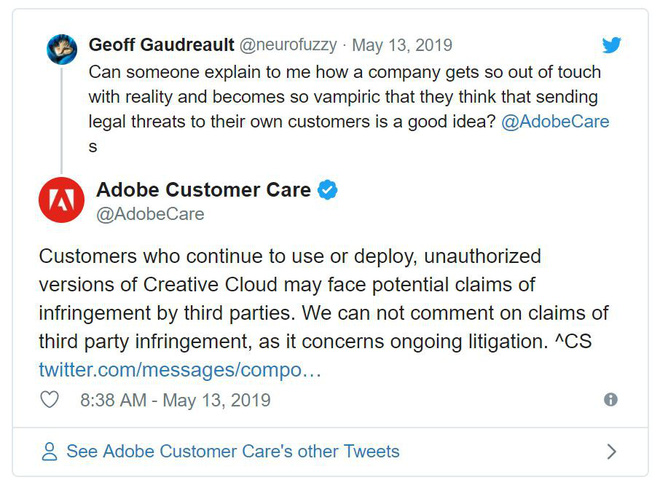 Geoff Gaudreault @neurofuzzy · May 13, 2019
Can someone explain to me how a company gets so out of touch
with reality and becomes so vampiric that they think that sending
legal threats to their own customers is a good idea? @AdobeCare
s
Adobe Customer Care
@AdobeCare
Customers who continue to use or deploy, unauthorized
versions of Creative Cloud may face potential claims of
infringement by third parties. We can not comment on claims of
third party infringement, as it concerns ongoing litigation. ^CS
twitter.com/messages/compo…
8:38 AM - May 13, 2019
See Adobe Customer Care's other Tweets